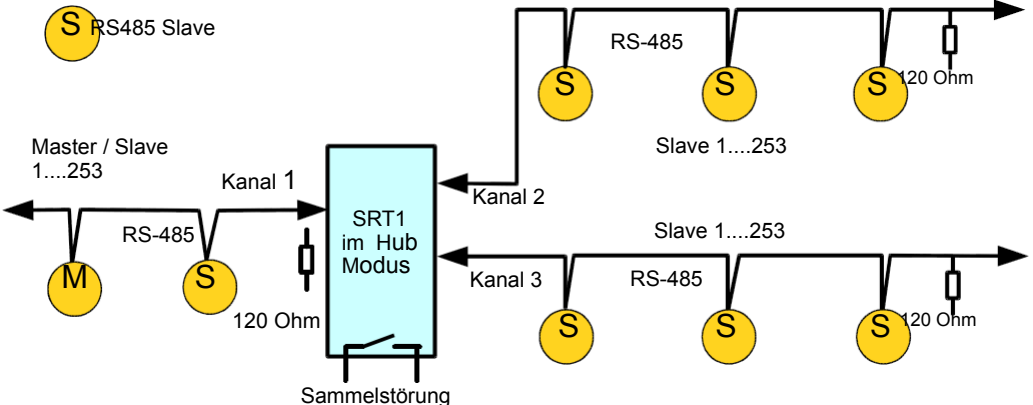 S RS485 Slave
RS-485
S
S
S
120 Ohm
Slave 1....253
Master / Slave
1....253
Kanal 1
Kanal 2
RS-485
M
S
120 Ohm
SRT1
im Hub
Modus
Slave 1....253
Kanal 3
RS-485
S
S
S
120 Ohm
Sammelstörung